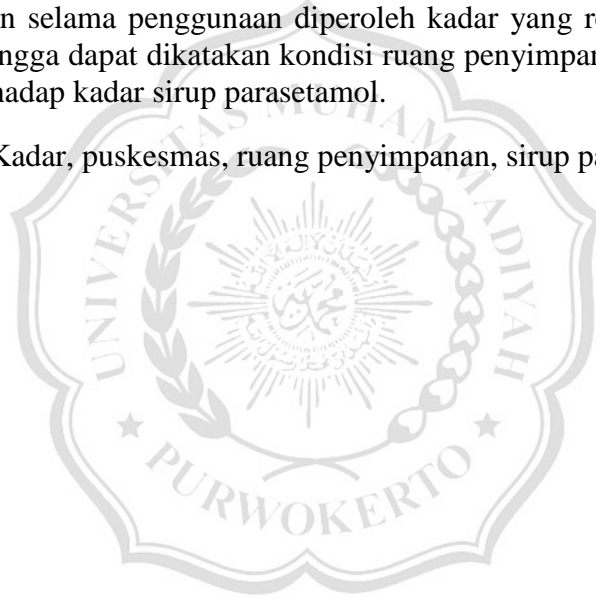 n selama penggunaan diperoleh kadar yang re
ngga dapat dikatakan kondisi ruang penyimpan
hadap kadar sirup parasetamol.
Kadar, puskesmas, ruang penyimpanan, sirup pa
UNIVERSITAS MUHAMMADIYAH
PURWOKERTO